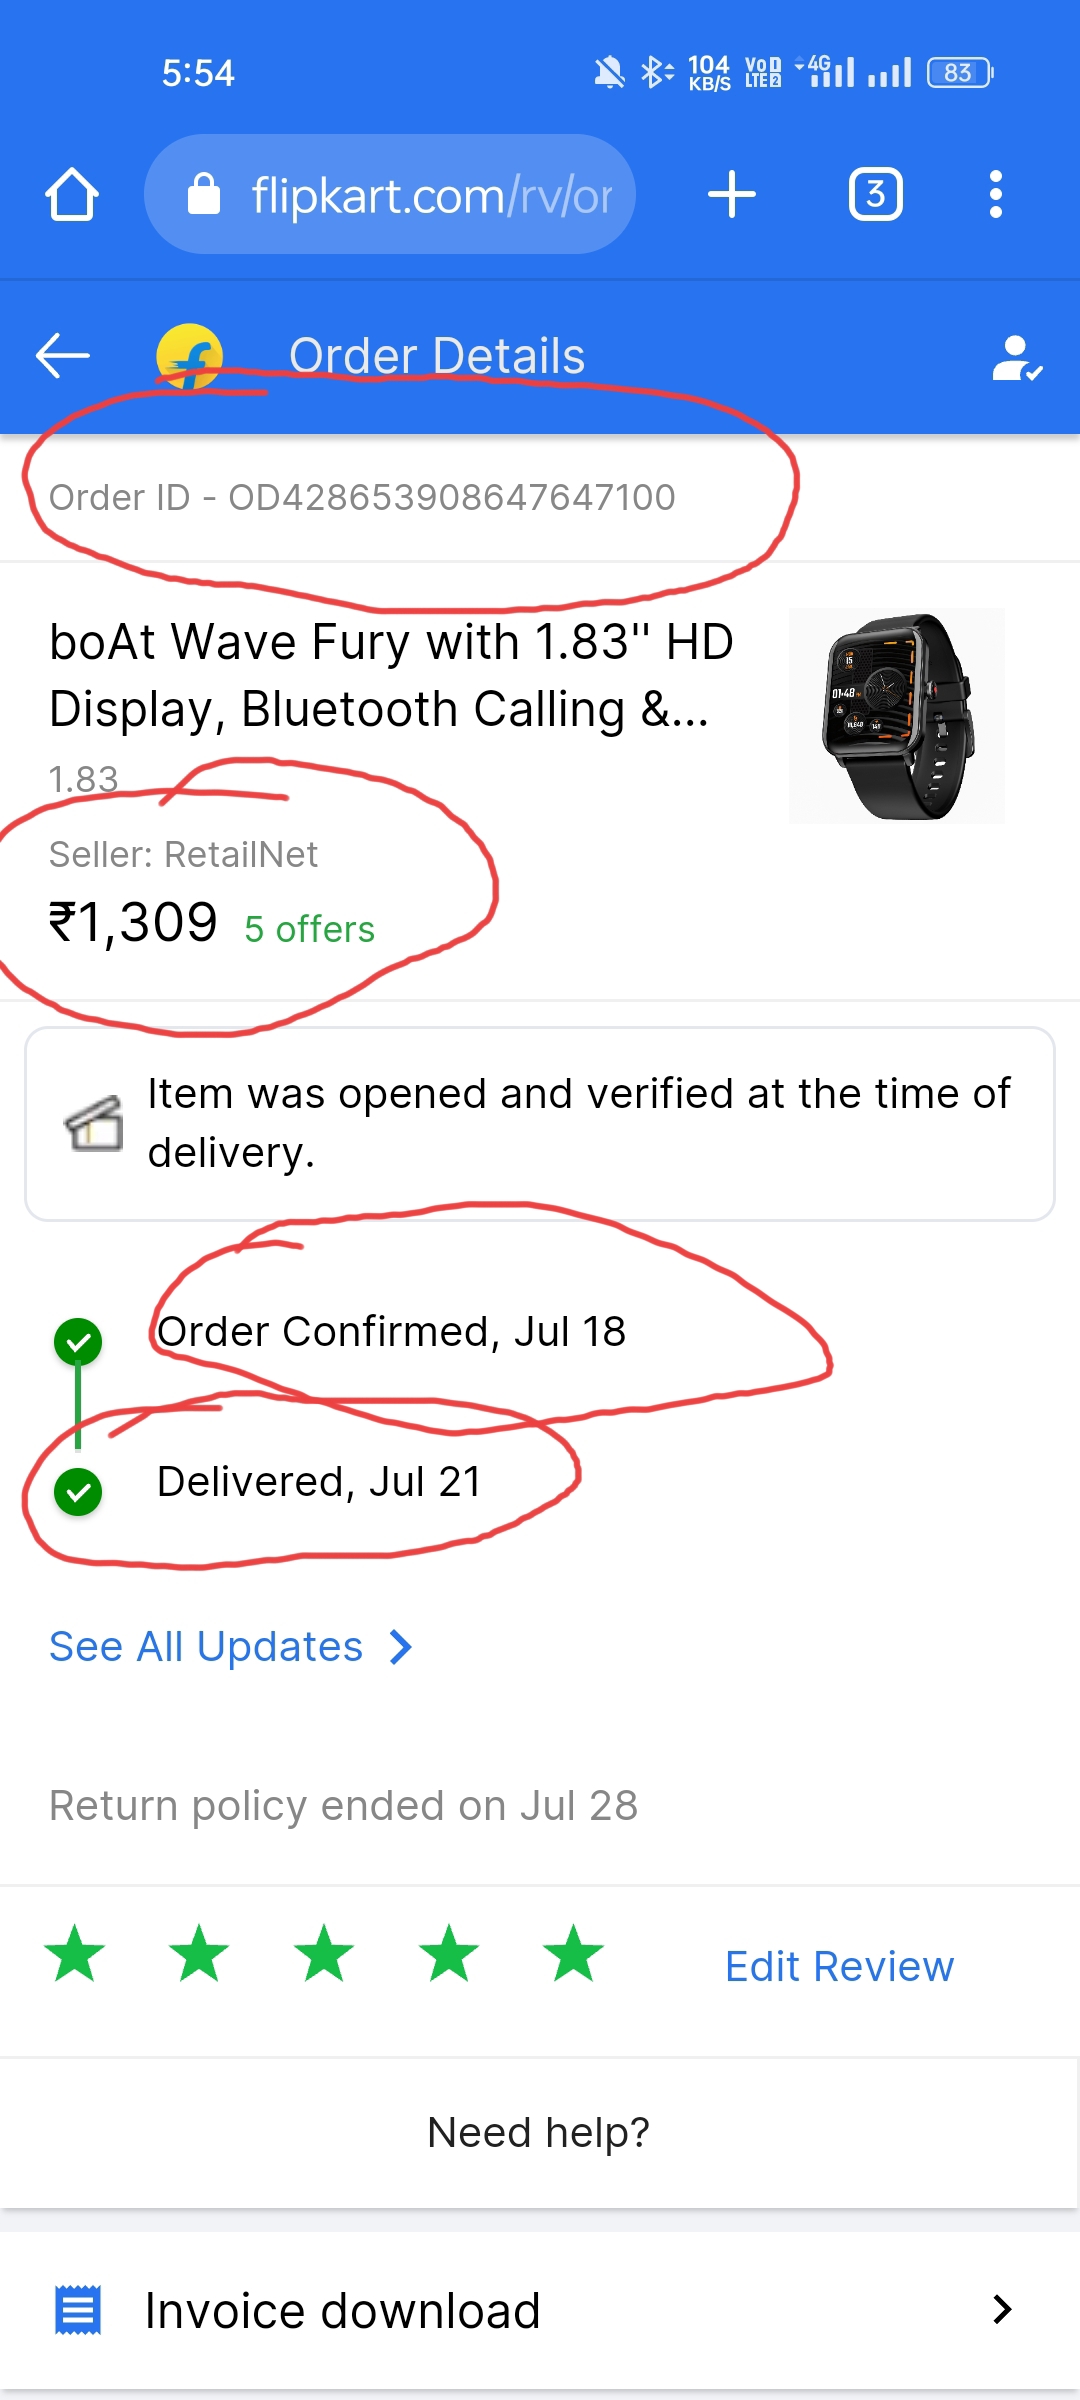 5:54
104 KB/S VoLTE 1 2 4G 83
flipkart.com/rv/or
3
Order Details
Order ID - OD428653908647647100
boAt Wave Fury with 1.83" HD
Display, Bluetooth Calling &...
1.83
Seller: RetailNet
₹1,309 5 offers
Item was opened and verified at the time of
delivery.
Order Confirmed, Jul 18
Delivered, Jul 21
See All Updates
Return policy ended on Jul 28
Edit Review
Need help?
Invoice download